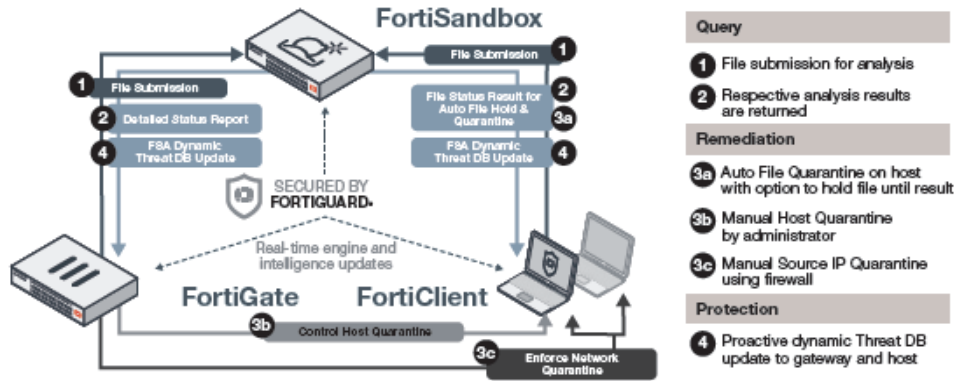 FortiSandbox
1 File Submission
2 Detailed Status Report
4 FSA Dynamic
Threat DB Update
File Submission 1
File Status Result for
Auto File Hold &
Quarantine
2
3a
FSA Dynamic
Threat DB Update 4
SECURED BY
FORTIGUARD
Real-time engine and
intelligence updates
FortiGate
FortiClient
3b Control Host Quarantine
3c Enforce Network
Quarantine
Query
1 File submission for analysis
2 Respective analysis results
are returned
Remediation
3a Auto File Quarantine on host
with option to hold file until result
3b Manual Host Quarantine
by administrator
3c Manual Source IP Quarantine
using firewall
Protection
4 Proactive dynamic Threat DB
update to gateway and host